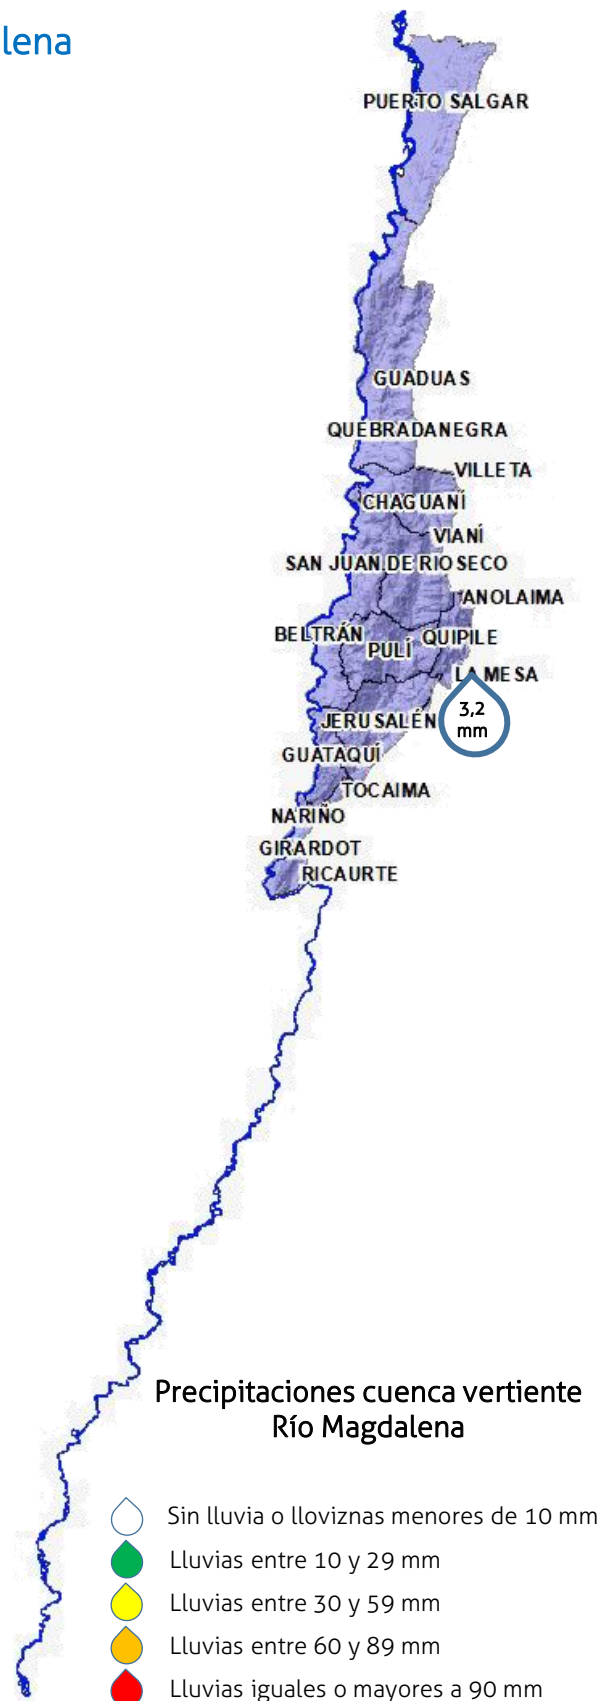 lena
PUERTO SALGAR
GUADUAS
QUEBRADANEGRA
VILLETA
CHAGUANÍ
VIANÍ
SAN JUAN DE RIO SECO
ANOLAIMA
BELTRÁN
QUIPILE
PULÍ
LA MESA
3,2
mm
JERUSALÉN
GUATAQUÍ
TOCAIMA
NARIÑO
GIRARDOT
RICAURTE
Precipitaciones cuenca vertiente
Río Magdalena
Sin lluvia o lloviznas menores de 10 mm
Lluvias entre 10 y 29 mm
Lluvias entre 30 y 59 mm
Lluvias entre 60 y 89 mm
Lluvias iguales o mayores a 90 mm